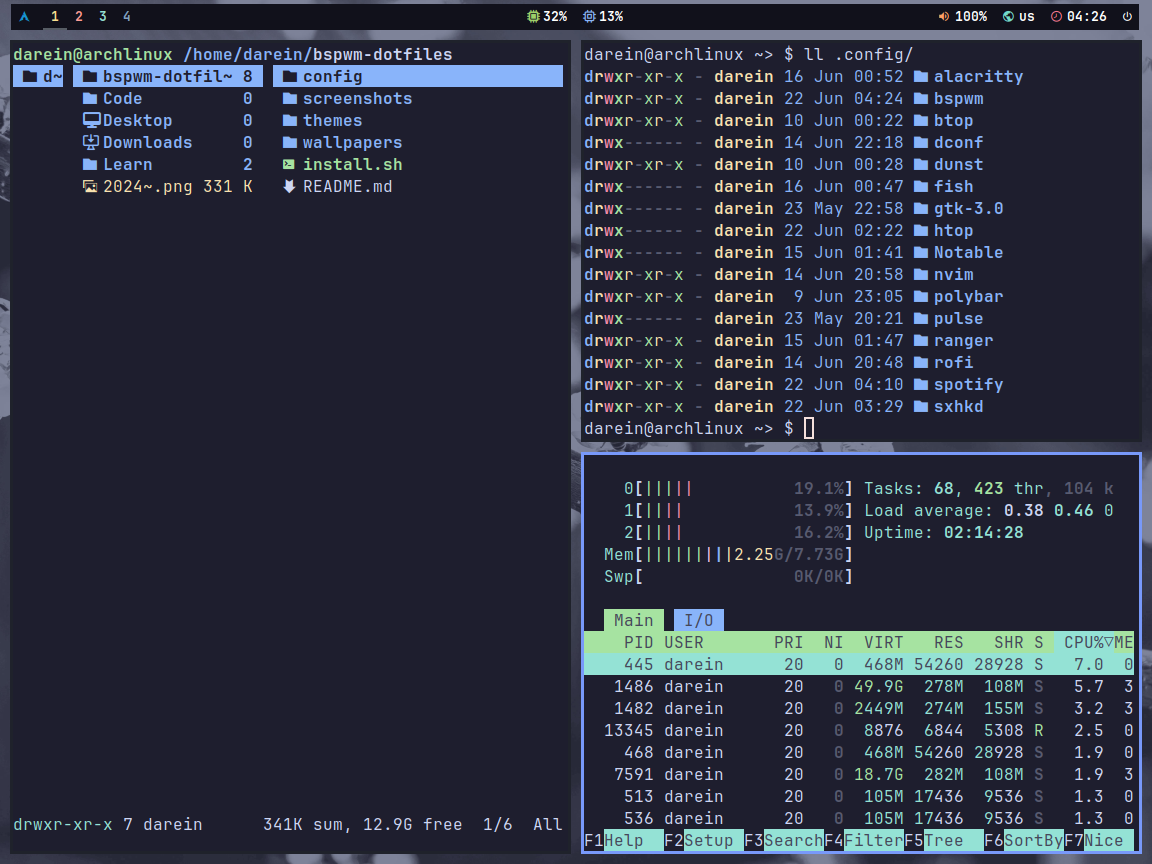 1 2 3 4 32% 13% 100% us 04:26
darein@archlinux /home/darein/bspwm-dotfiles
d~ bspwm-dotfil~ 8 config
Code 0 screenshots
Desktop 0 themes
Downloads 0 wallpapers
Learn 2 install.sh
2024~.png 331 K README.md
drwxr-xr-x 7 darein 341K sum, 12.9G free 1/6 All
darein@archlinux ~> $ ll .config/
drwxr-xr-x - darein 16 Jun 00:52 alacritty
drwxr-xr-x - darein 22 Jun 04:24 bspwm
drwxr-xr-x - darein 10 Jun 00:22 btop
drwx------ - darein 14 Jun 22:18 dconf
drwxr-xr-x - darein 10 Jun 00:28 dunst
drwx------ - darein 16 Jun 00:47 fish
drwx------ - darein 23 May 22:58 gtk-3.0
drwx------ - darein 22 Jun 02:22 htop
drwx------ - darein 15 Jun 01:41 Notable
drwxr-xr-x - darein 14 Jun 20:58 nvim
drwxr-xr-x - darein 9 Jun 23:05 polybar
drwx------ - darein 23 May 20:21 pulse
drwxr-xr-x - darein 15 Jun 01:47 ranger
drwxr-xr-x - darein 14 Jun 20:48 rofi
drwxr-xr-x - darein 22 Jun 04:10 spotify
drwxr-xr-x - darein 22 Jun 03:29 sxhkd
darein@archlinux ~> $
0[||||| 19.1%] Tasks: 68, 423 thr, 104 k
1[|||| 13.9%] Load average: 0.38 0.46 0
2[|||| 16.2%] Uptime: 02:14:28
Mem[|||||||||2.25G/7.73G]
Swp[ 0K/0K]
Main I/O
PID USER PRI NI VIRT RES SHR S CPU%▽ME
445 darein 20 0 468M 54260 28928 S 7.0 0
1486 darein 20 0 49.9G 278M 108M S 5.7 3
1482 darein 20 0 2449M 274M 155M S 3.2 3
13345 darein 20 0 8876 6844 5308 R 2.5 0
468 darein 20 0 468M 54260 28928 S 1.9 0
7591 darein 20 0 18.7G 282M 108M S 1.9 3
513 darein 20 0 105M 17436 9536 S 1.3 0
536 darein 20 0 105M 17436 9536 S 1.3 0
F1Help F2Setup F3SearchF4FilterF5Tree F6SortByF7Nice